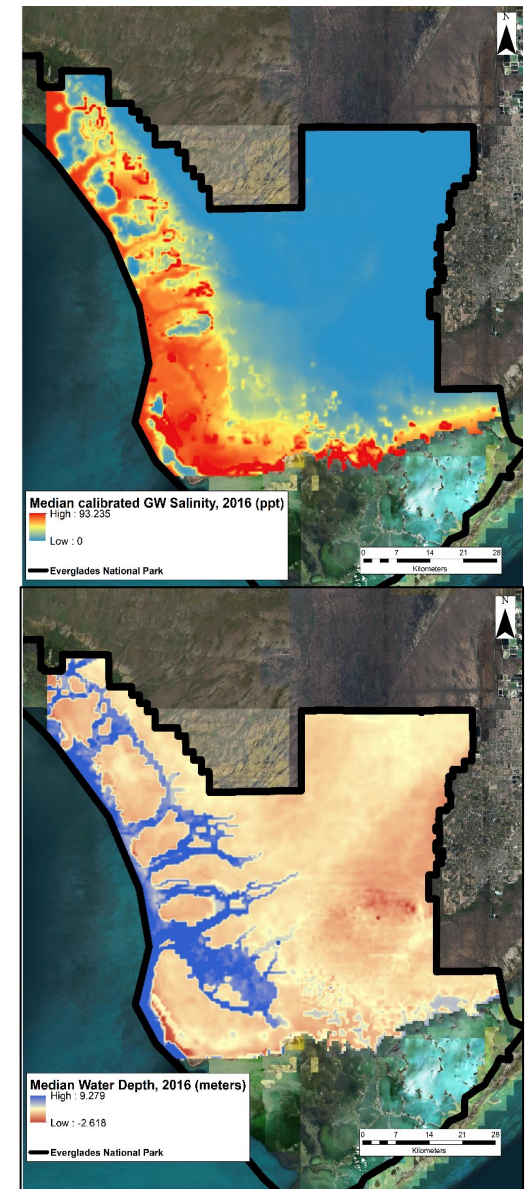 N
Median calibrated GW Salinity, 2016 (ppt)
High : 93.235
Low : 0
Everglades National Park
0 7 14 21 28
Kilometers
N
Median Water Depth, 2016 (meters)
High : 9.279
Low : -2.618
Everglades National Park
0 7 14 21 28
Kilometers